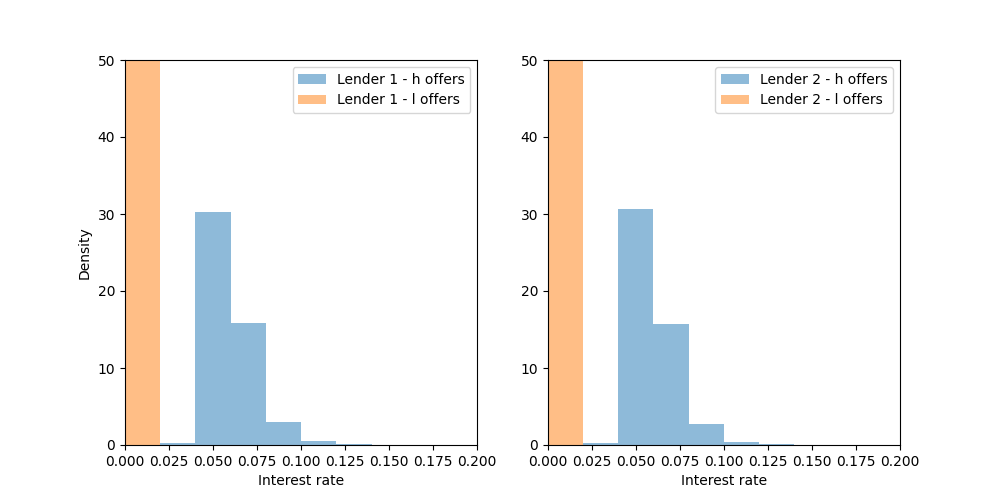 Lender 1 - h offers
Lender 1 - l offers
50
40
30
20
10
0
Density
0.000 0.025 0.050 0.075 0.100 0.125 0.150 0.175 0.200
Interest rate
Lender 2 - h offers
Lender 2 - l offers
50
40
30
20
10
0
0.000 0.025 0.050 0.075 0.100 0.125 0.150 0.175 0.200
Interest rate